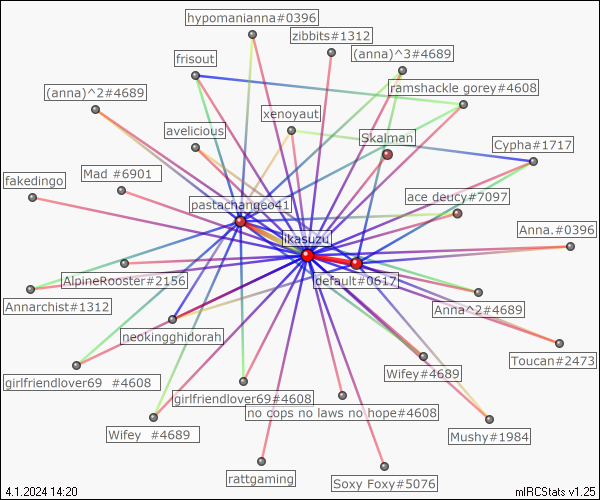 hypomanianna#0396
zibbits#1312
(anna)^3#4689
frisout
ramshackle gorey#4608
(anna)^2#4689
xenoyaut
avelicious
Skalman
Cypha#1717
Mad #6901
fakedingo
ace deucy#7097
pastachangeo41
Anna.#0396
ikasuzu
AlpineRooster#2156
default#0617
Annarchist#1312
Anna^2#4689
neokingghidorah
Toucan#2473
Wifey#4689
girlfriendlover69 #4608
girlfriendlover69#4608
no cops no laws no hope#4608
Wifey #4689
Mushy#1984
rattgaming
Soxy Foxy#5076
4.1.2024 14:20
mIRCStats v1.25